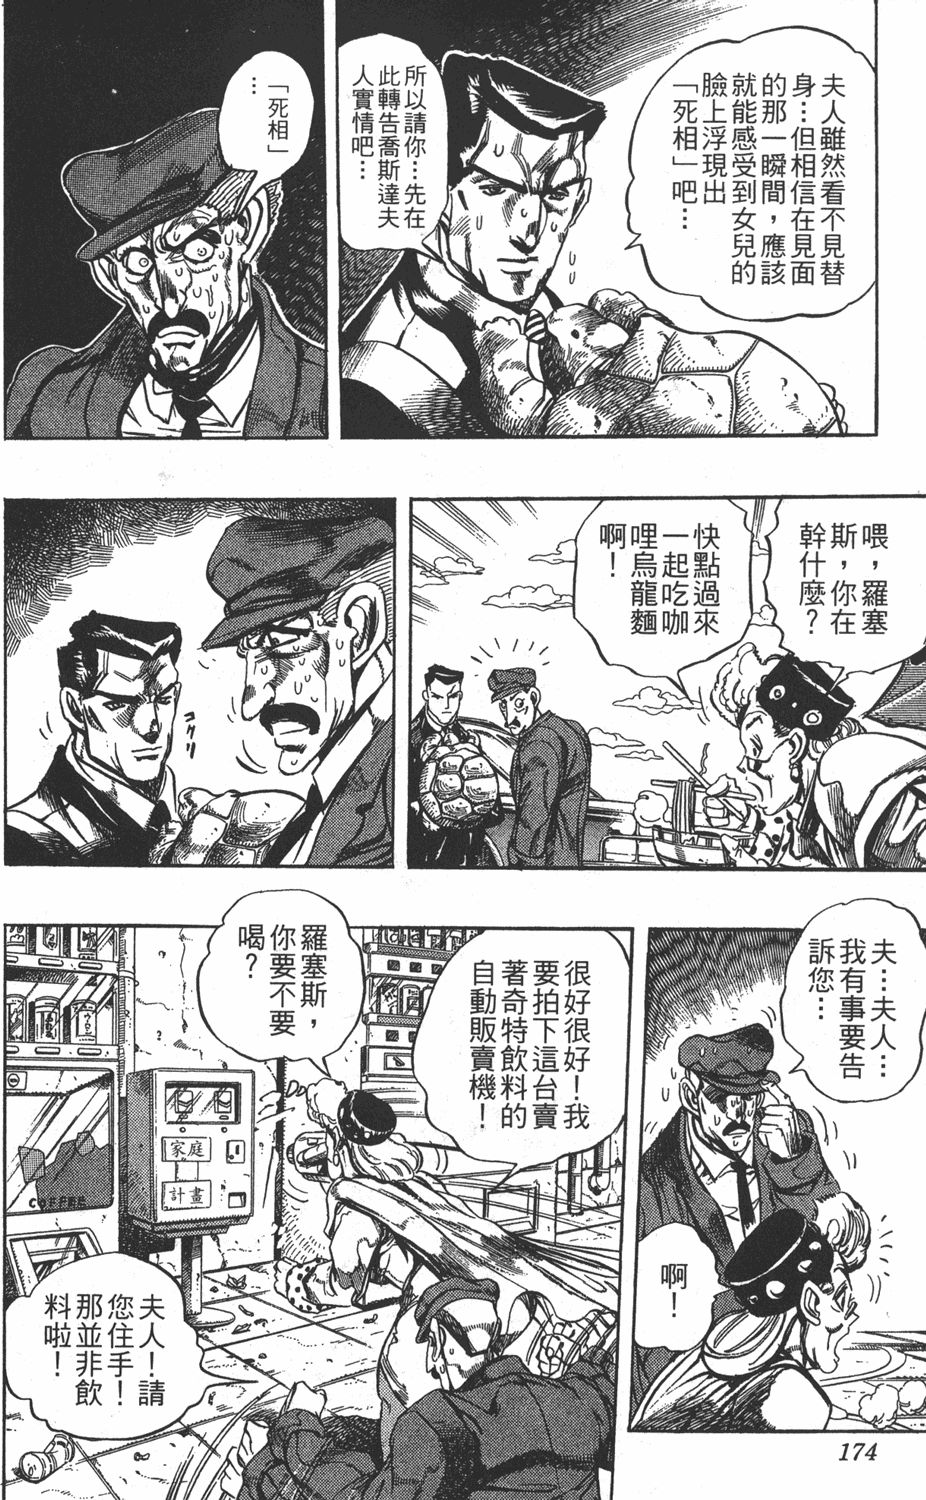 夫人雖然看不見替
身…但相信在見面
的那一瞬間，應該
就能感受到女兒的
臉上浮現出
「死相」吧…
所以請你…先在
此轉告喬斯達夫
人實情吧…
「死相」
…
喂，羅塞
斯，你在
幹什麼？
快點過來
一起吃咖
哩烏龍麵
啊！
コクリ
夫…夫人…
我有事要告
訴您…
啊！
很好很好！我
要拍下這台賣
著奇特飲料的
自動販賣機！
羅塞斯，
你要不要
喝？
家庭
計畫
COFFEE
夫人！請
您住手！
那並非飲
料啦！
174